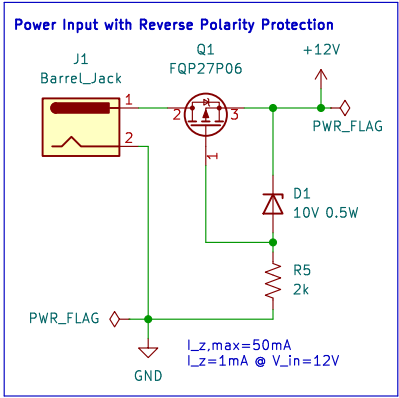 Power Input with Reverse Polarity Protection
J1
Barrel_Jack
Q1
FQP27P06
+12V
1
2
2
3
1
PWR_FLAG
D1
10V 0.5W
R5
2k
PWR_FLAG
GND
I_z,max=50mA
I_z=1mA @ V_in=12V